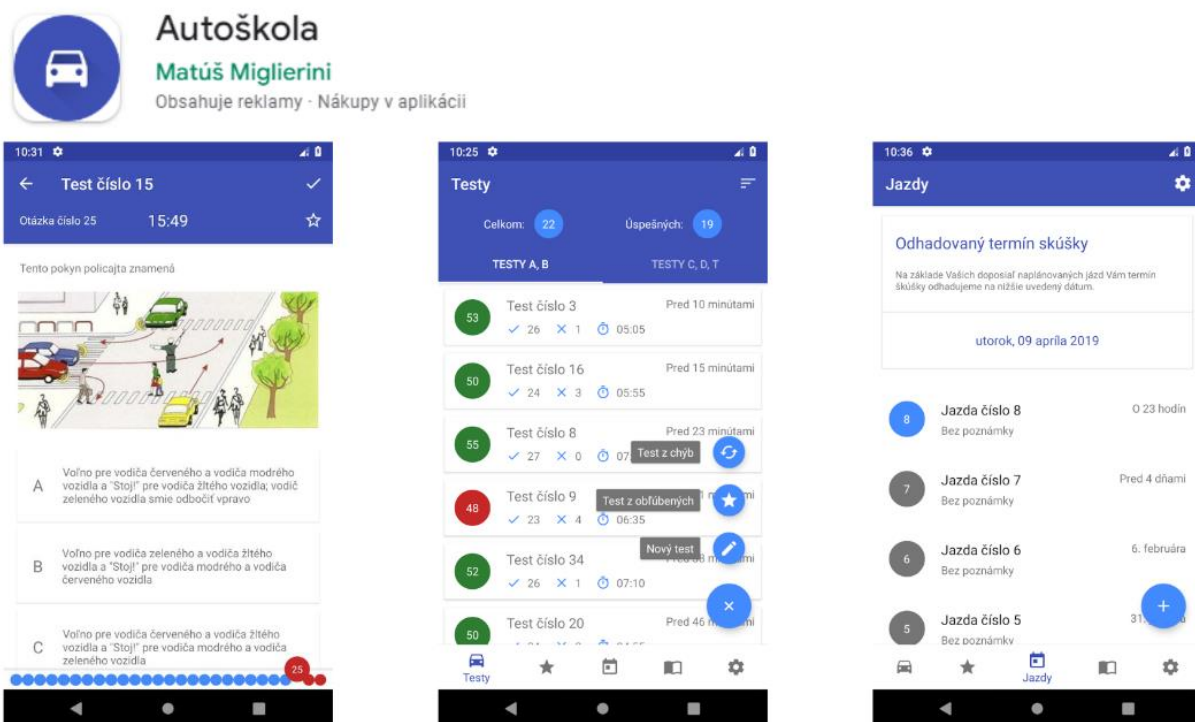 Autoškola
Matúš Miglierini
Obsahuje reklamy · Nákupy v aplikácii
10:31
Test číslo 15
Otázka číslo 25
15:49
Tento pokyn policajta znamená
A
Voľno pre vodiča červeného a vodiča modrého
vozidla a "Stoj!" pre vodiča žltého vozidla; vodič
zeleného vozidla smie odbočiť vpravo
B
Voľno pre vodiča zeleného a vodiča žltého
vozidla a "Stoj!" pre vodiča modrého a vodiča
červeného vozidla
C
Voľno pre vodiča červeného a vodiča žltého
vozidla a "Stoj!" pre vodiča modrého a vodiča
zeleného vozidla
25
10:25
Testy
Celkom: 22 Úspešných: 19
TESTY A, B TESTY C, D, T
53 Test číslo 3 Pred 10 minútami
26 1 05:05
50 Test číslo 16 Pred 15 minútami
24 3 05:55
55 Test číslo 8 Pred 23 minútami
27 0 07:
Test z chýb
48 Test číslo 9
Test z obľúbených
23 4 06:35
Nový test
52 Test číslo 34
26 1 07:10
50 Test číslo 20 Pred 46
Testy
10:36
Jazdy
Odhadovaný termín skúšky
Na základe Vašich doposiaľ naplánovaných jázd Vám termín
skúšky odhadujeme na nižšie uvedený dátum.
utorok, 09 apríla 2019
8 Jazda číslo 8 O 23 hodín
Bez poznámky
7 Jazda číslo 7 Pred 4 dňami
Bez poznámky
6 Jazda číslo 6 6. februára
Bez poznámky
5 Jazda číslo 5 31.
Bez poznámky
Jazdy